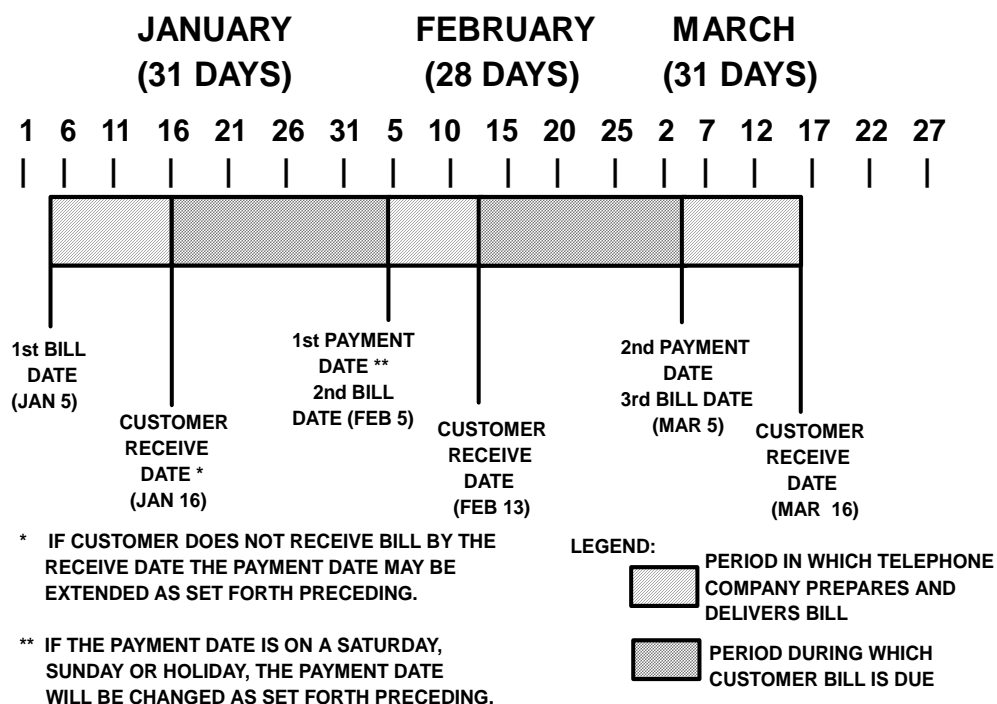 JANUARY FEBRUARY MARCH
(31 DAYS) (28 DAYS) (31 DAYS)
1 6 11 16 21 26 31 5 10 15 20 25 2 7 12 17 22 27
1st BILL
DATE
(JAN 5)
CUSTOMER
RECEIVE
DATE *
(JAN 16)
1st PAYMENT
DATE **
2nd BILL
DATE (FEB 5)
CUSTOMER
RECEIVE
DATE
(FEB 13)
2nd PAYMENT
DATE
3rd BILL DATE
(MAR 5)
CUSTOMER
RECEIVE
DATE
(MAR 16)
* IF CUSTOMER DOES NOT RECEIVE BILL BY THE
RECEIVE DATE THE PAYMENT DATE MAY BE
EXTENDED AS SET FORTH PRECEDING.
** IF THE PAYMENT DATE IS ON A SATURDAY,
SUNDAY OR HOLIDAY, THE PAYMENT DATE
WILL BE CHANGED AS SET FORTH PRECEDING.
LEGEND:
PERIOD IN WHICH TELEPHONE
COMPANY PREPARES AND
DELIVERS BILL
PERIOD DURING WHICH
CUSTOMER BILL IS DUE